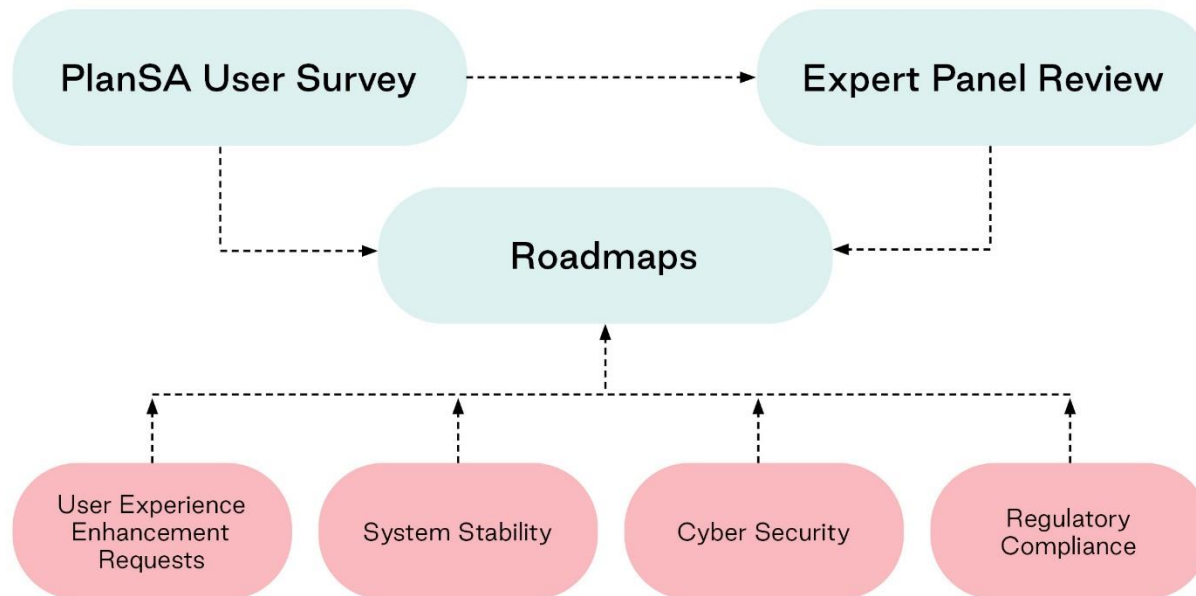 PlanSA User Survey
Expert Panel Review
Roadmaps
User Experience
Enhancement
Requests
System Stability
Cyber Security
Regulatory
Compliance